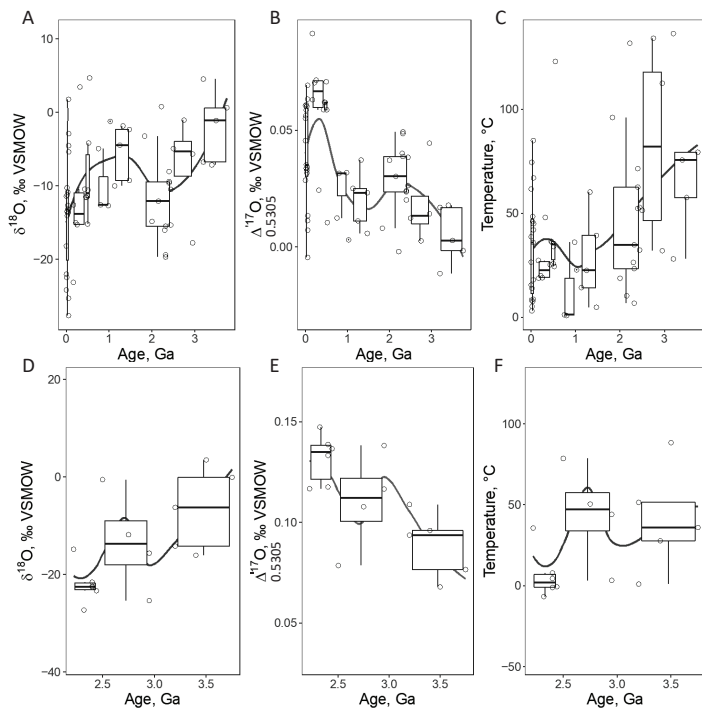 A
B
C
δ18O, ‰ VSMOW
10
0
−10
−20
0
1
2
3
Age, Ga
Δ'17O, ‰ VSMOW
0.5305
0.05
0.00
0
1
2
3
Age, Ga
Temperature, °C
100
50
0
0
1
2
3
Age, Ga
D
E
F
δ18O, ‰ VSMOW
20
0
−20
−40
2.5
3.0
3.5
Age, Ga
Δ'17O, ‰ VSMOW
0.5305
0.15
0.10
0.05
2.5
3.0
3.5
Age, Ga
Temperature, °C
100
50
0
−50
2.5
3.0
3.5
Age, Ga